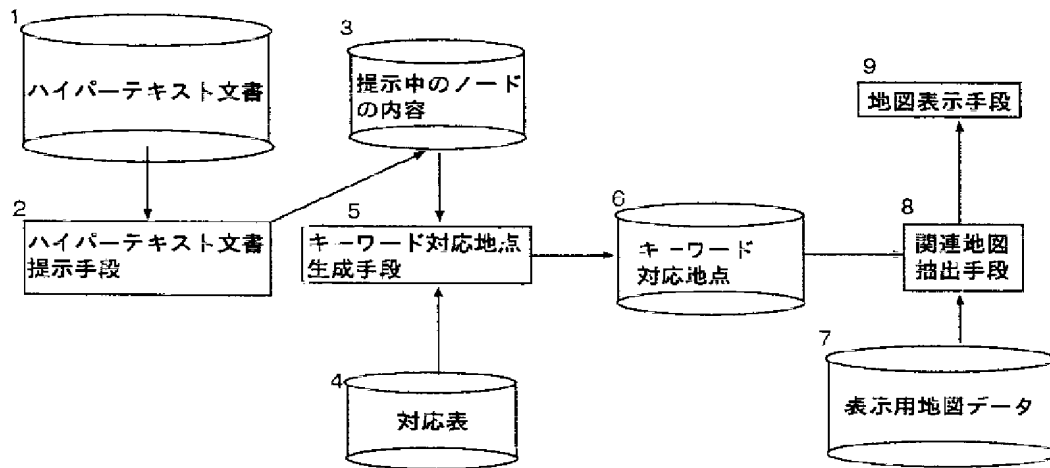 1
ハイパーテキスト文書
2
ハイパーテキスト文書
提示手段
3
提示中のノード
の内容
4
対応表
5
キーワード対応地点
生成手段
6
キーワード
対応地点
7
表示用地図データ
8
関連地図
抽出手段
9
地図表示手段